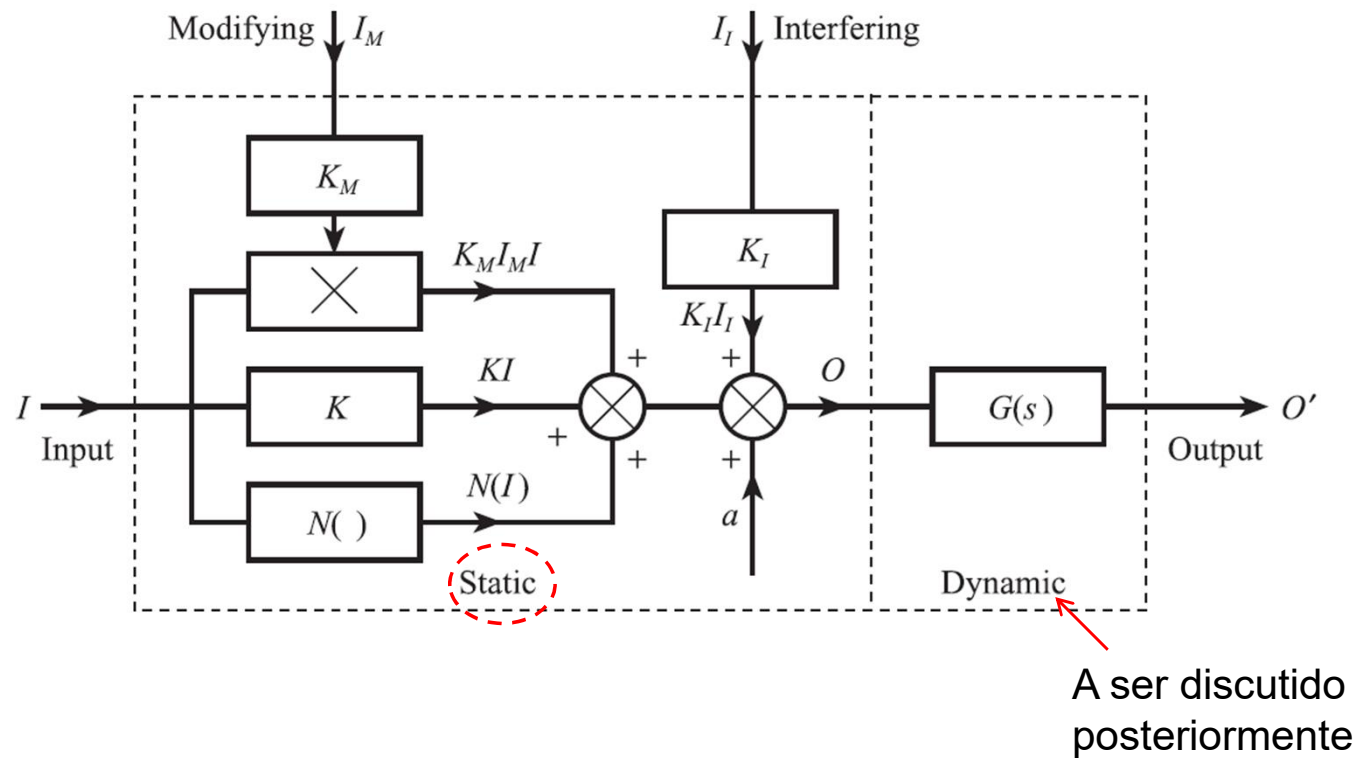 Modifying I_M
I_I Interfering
K_M
K_M I_M I
K_I
K_I I_I
+
+
KI
O
I
K
G(s)
O′
Input
+
Output
+
+
N(I)
N( )
a
Static
Dynamic
A ser discutido
posteriormente